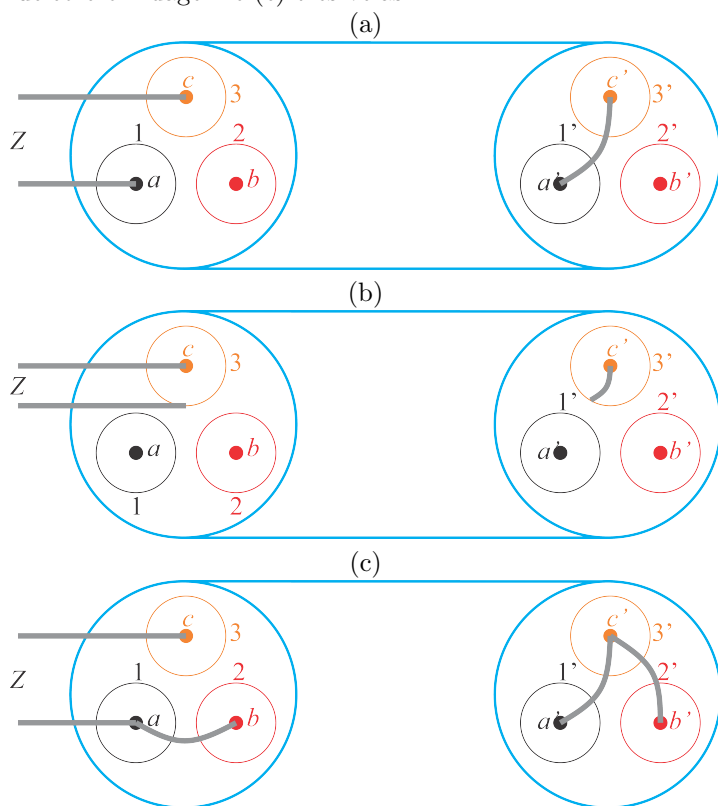 (a)
c 3 c' 3'
Z 1 2 1' 2'
a b a' b'
(b)
c 3 c' 3'
Z 1' 2'
a b a' b'
1 2
(c)
c 3 c' 3'
Z 1 2 1' 2'
a b a' b'